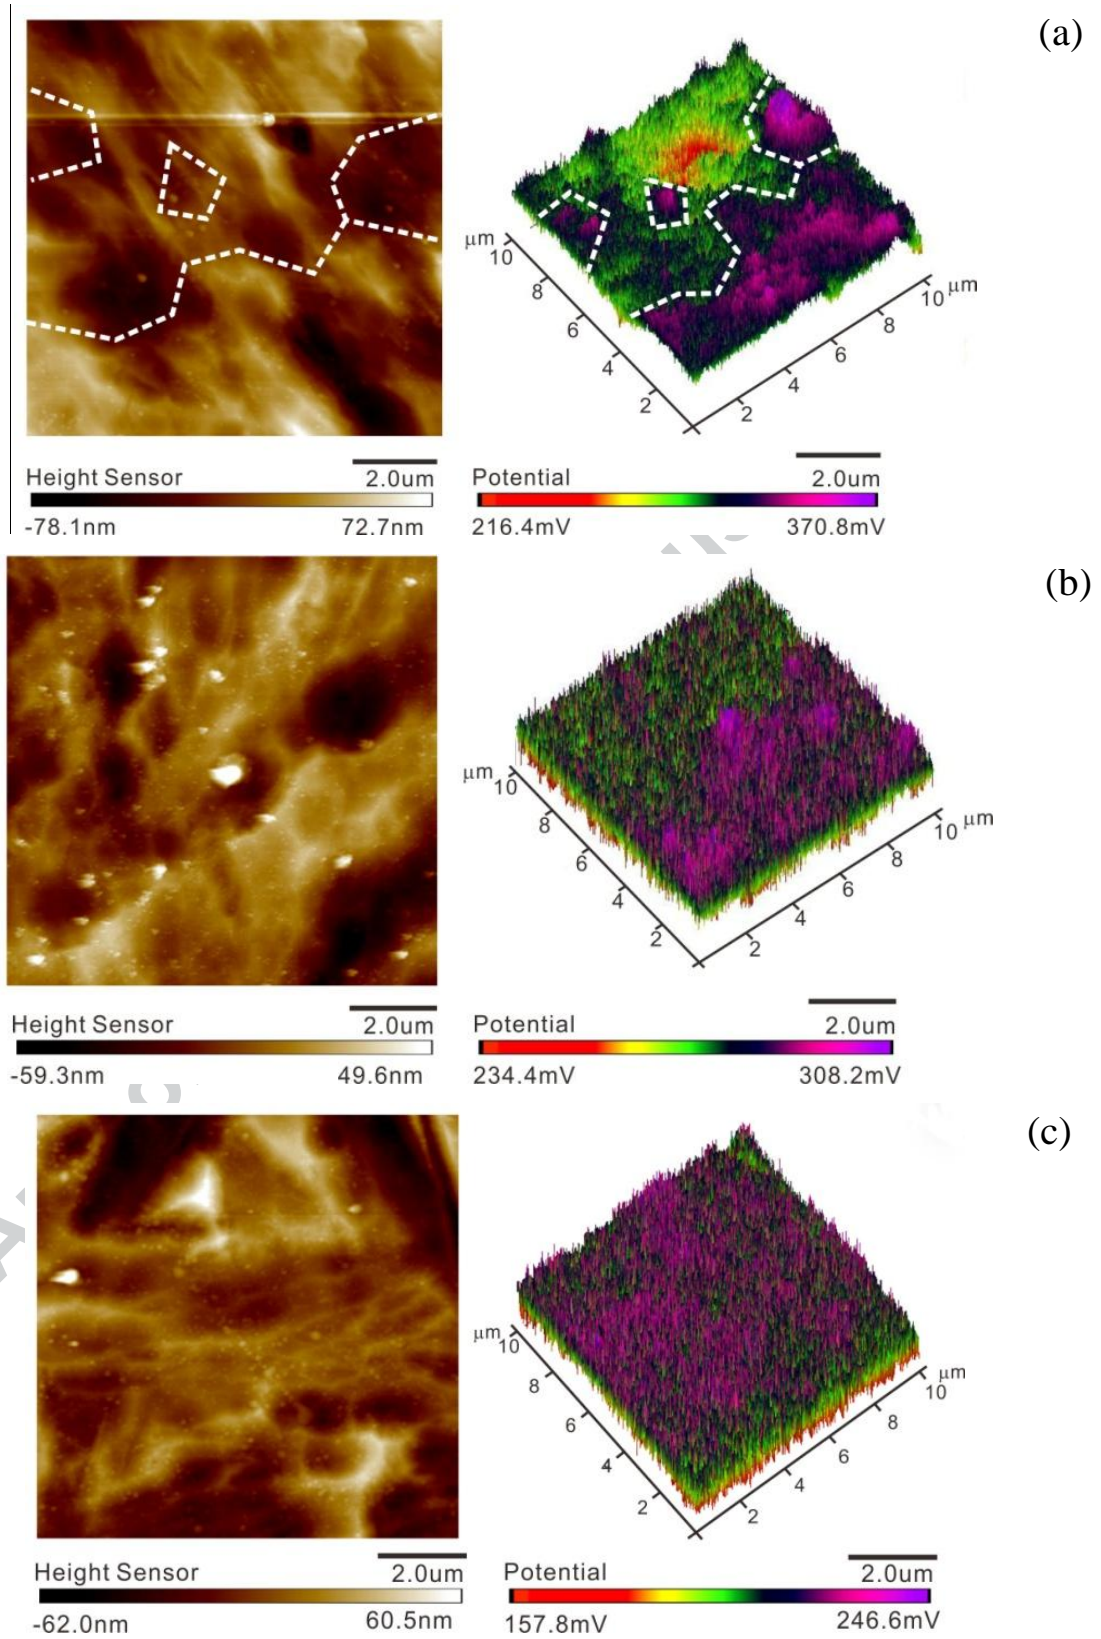 (a)
μm
10
8
6
4
2
2
4
6
8
10
μm
Height Sensor
2.0um
-78.1nm
72.7nm
Potential
2.0um
216.4mV
370.8mV
(b)
μm
10
8
6
4
2
2
4
6
8
10
μm
Height Sensor
2.0um
-59.3nm
49.6nm
Potential
2.0um
234.4mV
308.2mV
(c)
μm
10
8
6
4
2
2
4
6
8
10
μm
Height Sensor
2.0um
-62.0nm
60.5nm
Potential
2.0um
157.8mV
246.6mV